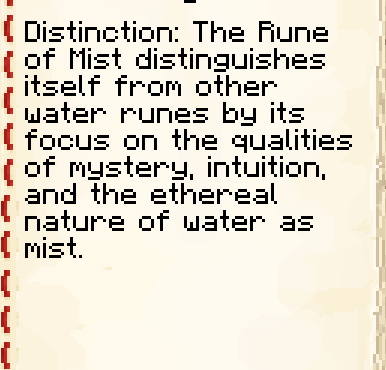 Distinction: The Rune
of Mist distinguishes
itself from other
water runes by its
focus on the qualities
of mystery, intuition,
and the ethereal
nature of water as
mist.